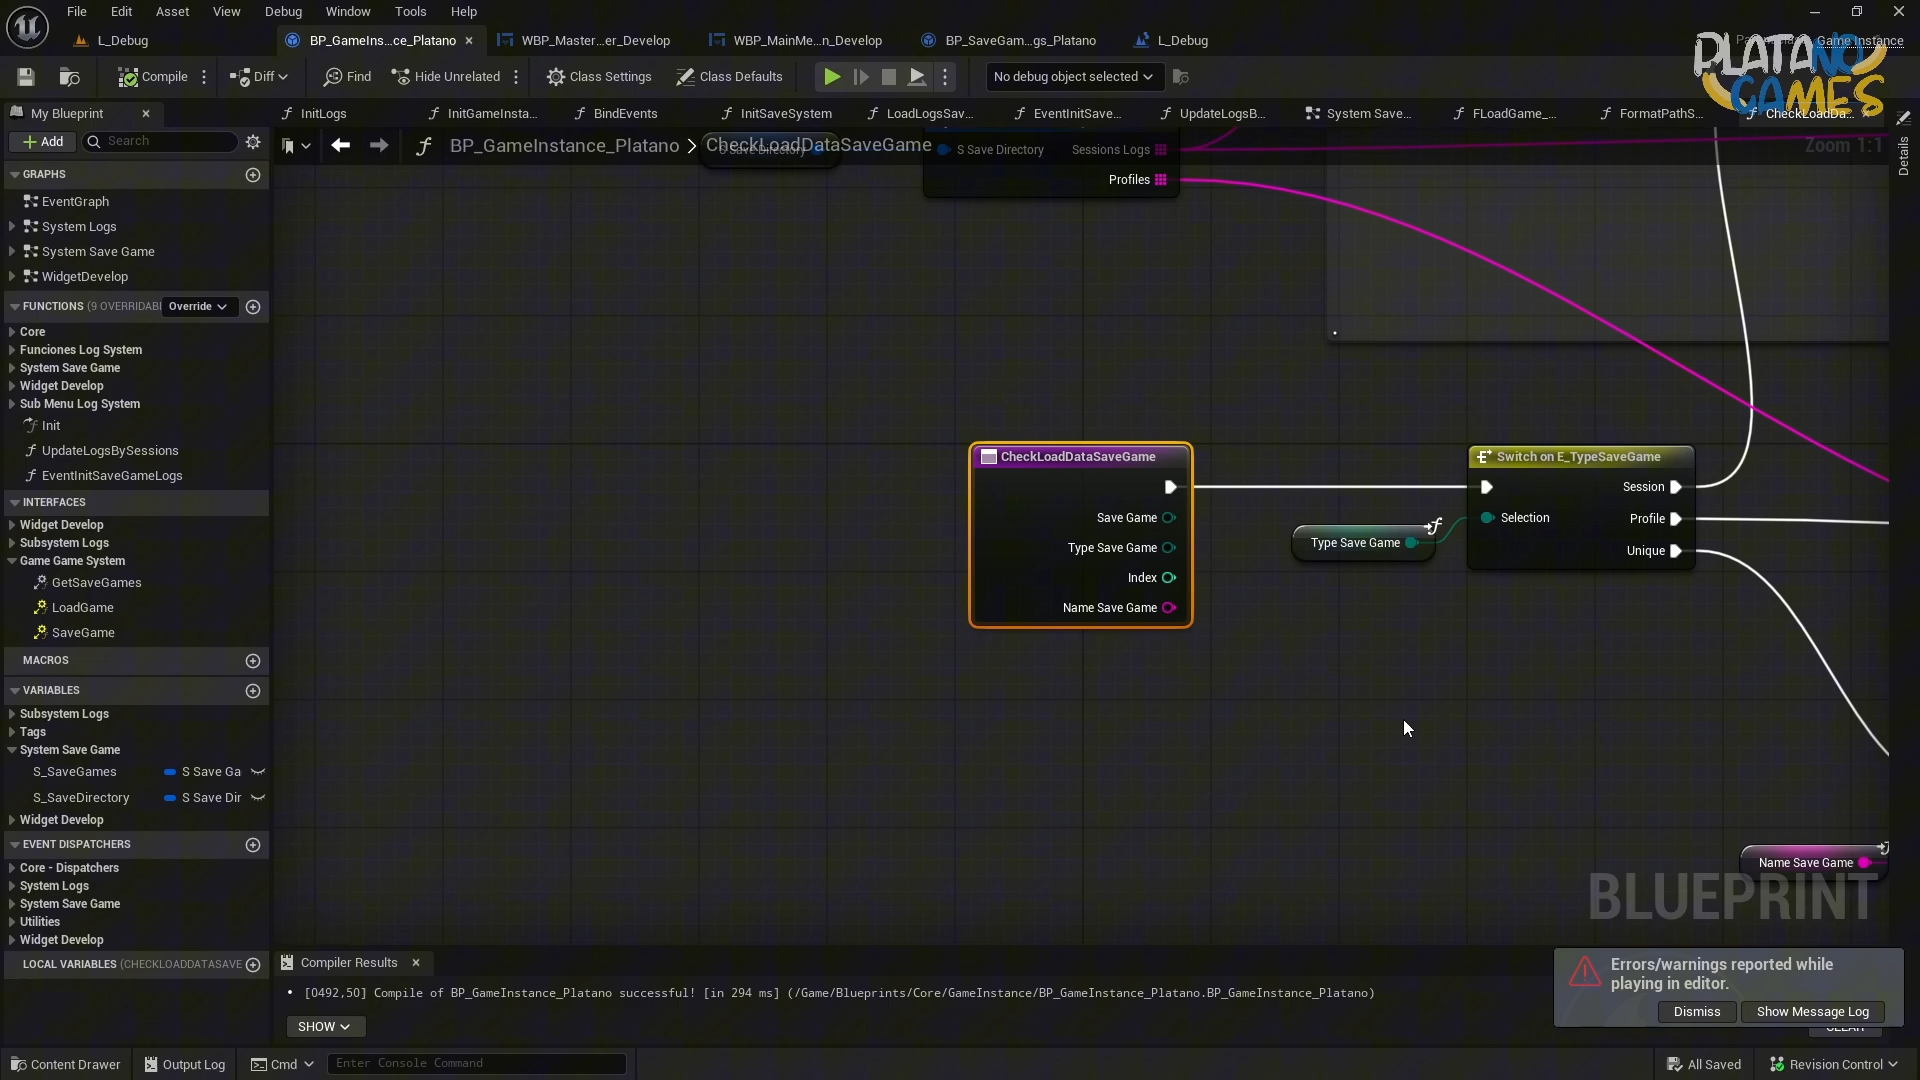 File Edit Asset View Debug Window Tools Help
L_Debug
BP_GameIns...ce_Platano
WBP_Master...er_Develop
WBP_MainMe...n_Develop
BP_SaveGam...gs_Platano
L_Debug
Game Instance
PLATANO GAMES
Compile
Diff
Find
Hide Unrelated
Class Settings
Class Defaults
No debug object selected
My Blueprint
InitLogs
InitGameInsta...
BindEvents
InitSaveSystem
LoadLogsSav...
EventInitSave...
UpdateLogsB...
System Save...
FLoadGame_...
FormatPathS...
CheckLoadDa...
Add
Search
BP_GameInstance_Platano > CheckLoadDataSaveGame
Zoom 1:1
Details
S Save Directory
S Save Directory
Sessions Logs
Profiles
GRAPHS
EventGraph
System Logs
System Save Game
WidgetDevelop
FUNCTIONS (9 OVERRIDABL
Override
Core
Funciones Log System
System Save Game
Widget Develop
Sub Menu Log System
Init
UpdateLogsBySessions
EventInitSaveGameLogs
INTERFACES
Widget Develop
Subsystem Logs
Game Game System
GetSaveGames
LoadGame
SaveGame
MACROS
VARIABLES
Subsystem Logs
Tags
System Save Game
S_SaveGames S Save Ga
S_SaveDirectory S Save Dir
Widget Develop
EVENT DISPATCHERS
Core - Dispatchers
System Logs
System Save Game
Utilities
Widget Develop
LOCAL VARIABLES (CHECKLOADDATASAVE
CheckLoadDataSaveGame
Save Game
Type Save Game
Index
Name Save Game
Type Save Game
Switch on E_TypeSaveGame
Session
Selection
Profile
Unique
Name Save Game
BLUEPRINT
Compiler Results
[0492,50] Compile of BP_GameInstance_Platano successful! [in 294 ms] (/Game/Blueprints/Core/GameInstance/BP_GameInstance_Platano.BP_GameInstance_Platano)
SHOW
Errors/warnings reported while
playing in editor.
Dismiss
Show Message Log
CLEAR
Content Drawer
Output Log
Cmd
Enter Console Command
All Saved
Revision Control